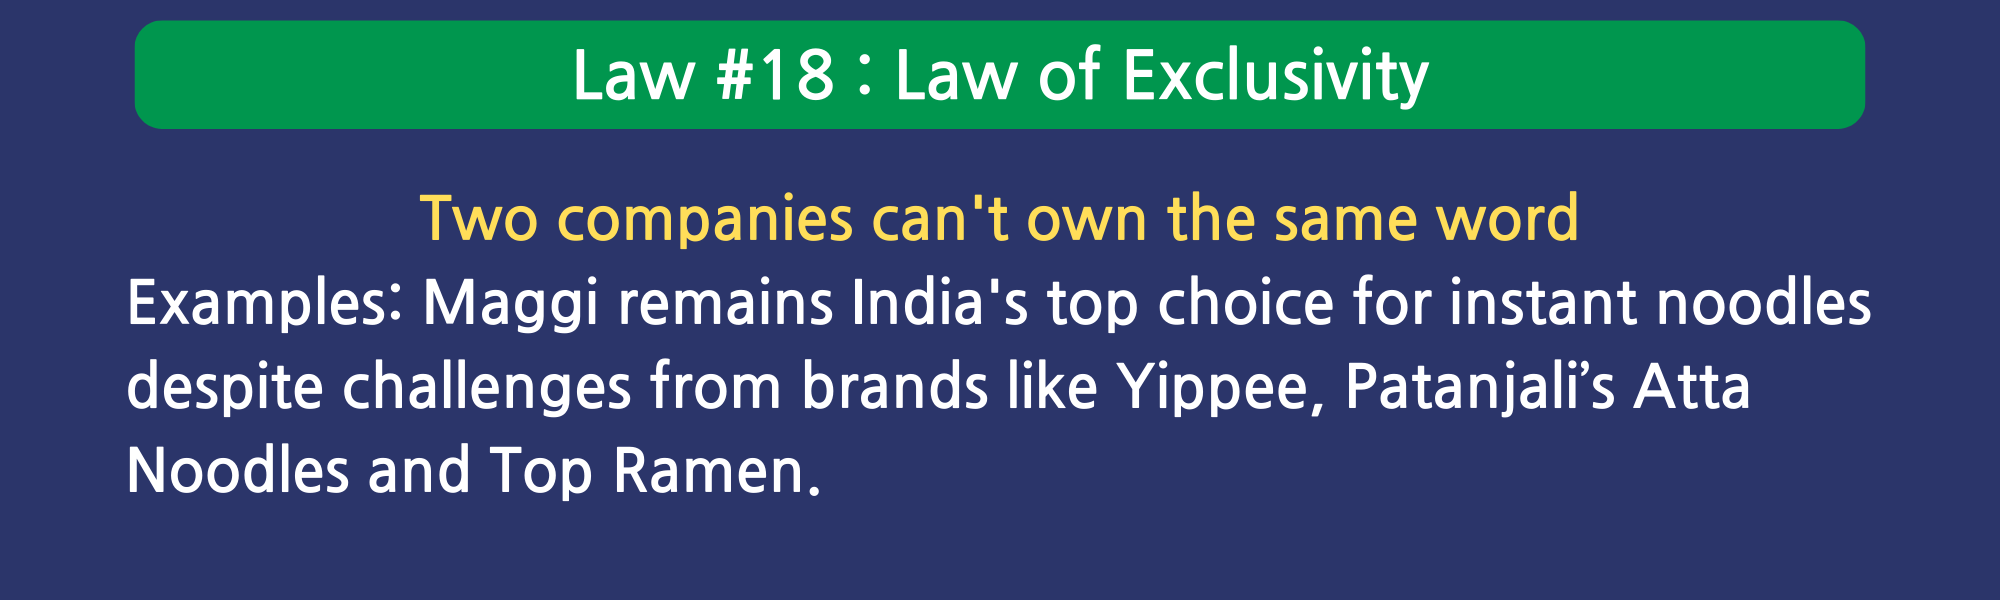 Law #18 : Law of Exclusivity
Two companies can't own the same word
Examples: Maggi remains India's top choice for instant noodles
despite challenges from brands like Yippee, Patanjali’s Atta
Noodles and Top Ramen.